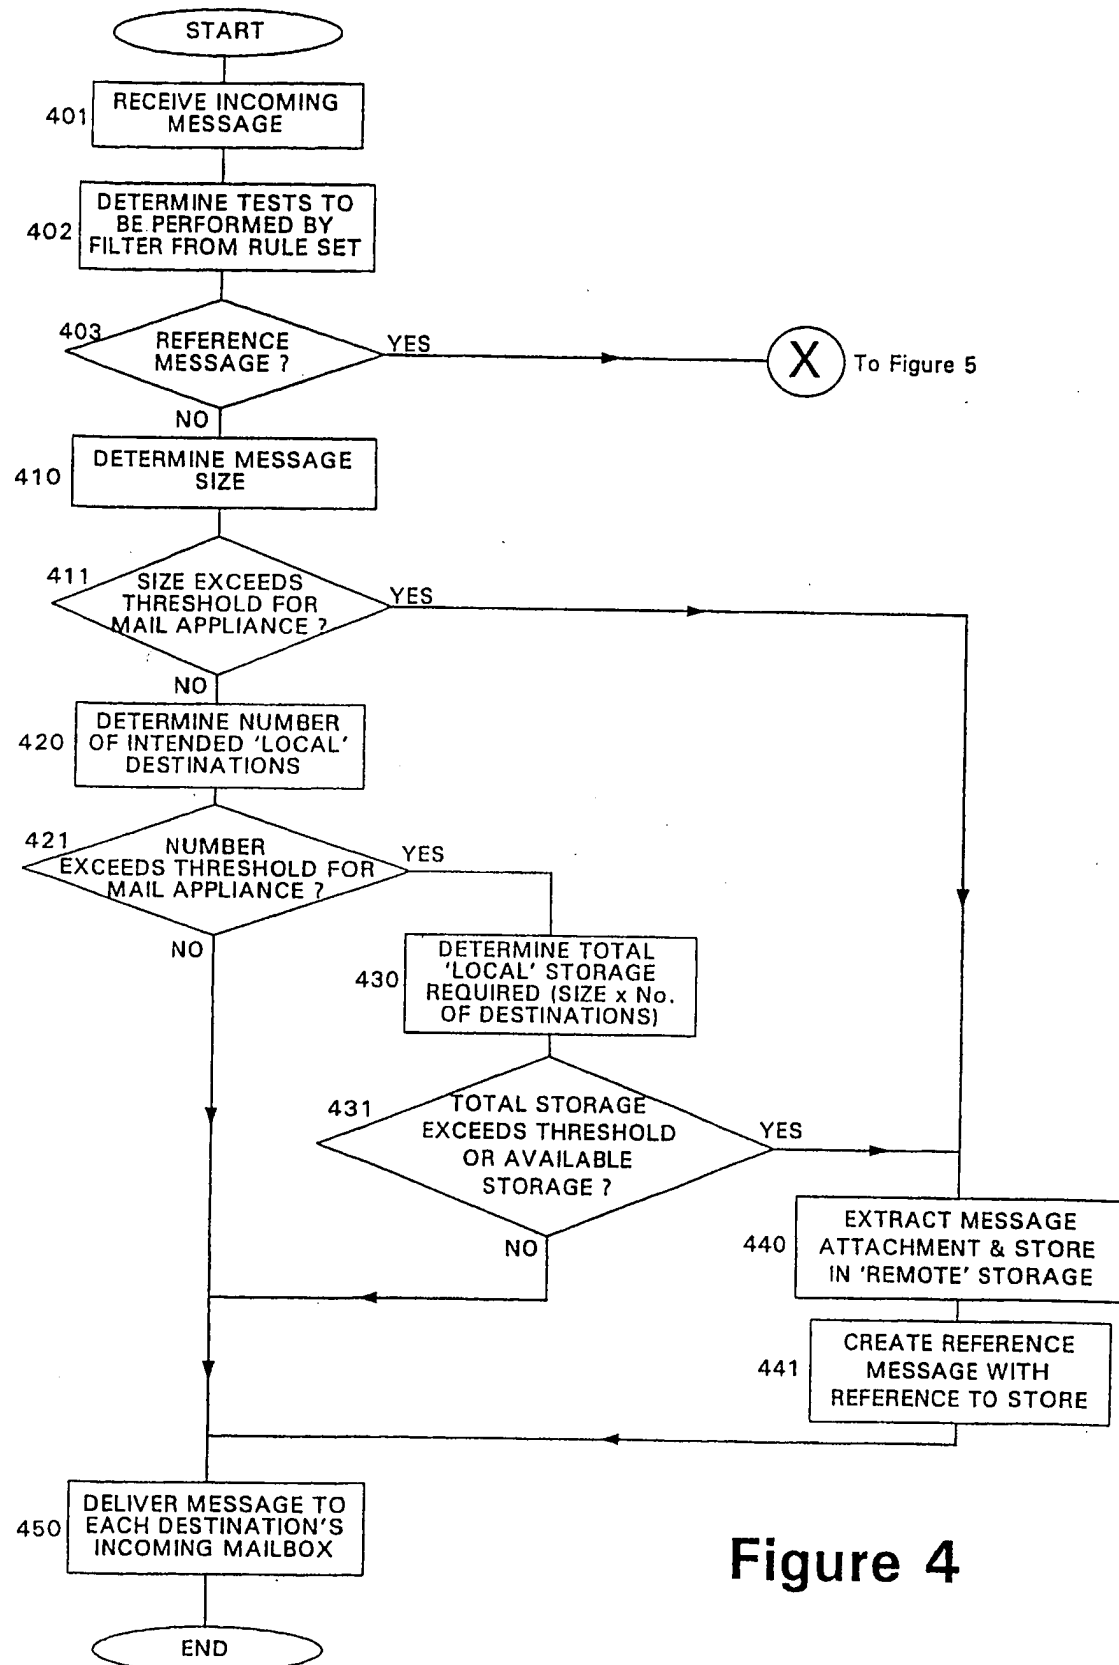 START
401
RECEIVE INCOMING
MESSAGE
402
DETERMINE TESTS TO
BE PERFORMED BY
FILTER FROM RULE SET
403
REFERENCE
MESSAGE ?
YES
X
To Figure 5
NO
410
DETERMINE MESSAGE
SIZE
411
SIZE EXCEEDS
THRESHOLD FOR
MAIL APPLIANCE ?
YES
NO
420
DETERMINE NUMBER
OF INTENDED 'LOCAL'
DESTINATIONS
421
NUMBER
EXCEEDS THRESHOLD FOR
MAIL APPLIANCE ?
YES
NO
430
DETERMINE TOTAL
'LOCAL' STORAGE
REQUIRED (SIZE x No.
OF DESTINATIONS)
431
TOTAL STORAGE
EXCEEDS THRESHOLD
OR AVAILABLE
STORAGE ?
YES
NO
440
EXTRACT MESSAGE
ATTACHMENT & STORE
IN 'REMOTE' STORAGE
441
CREATE REFERENCE
MESSAGE WITH
REFERENCE TO STORE
450
DELIVER MESSAGE TO
EACH DESTINATION'S
INCOMING MAILBOX
END
Figure 4